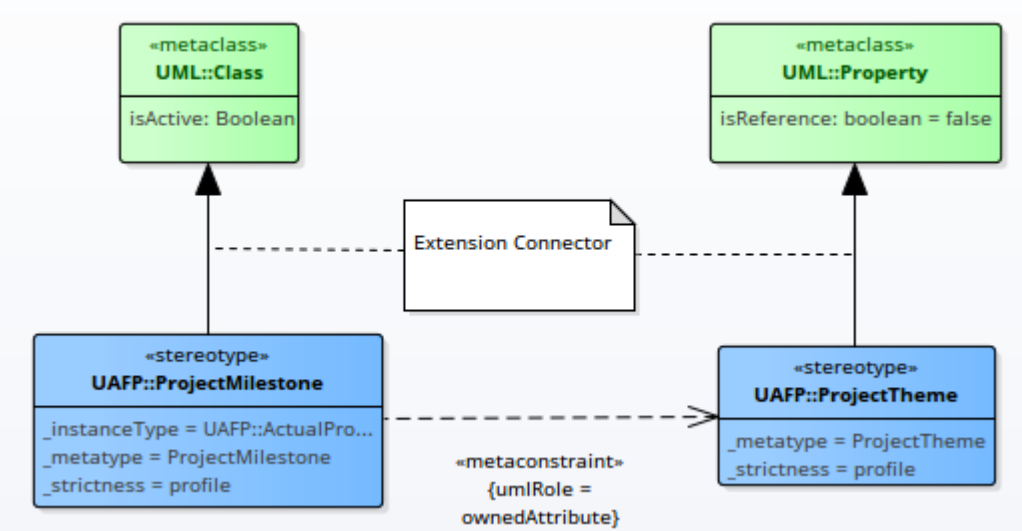 «metaclass»
UML::Class
isActive: Boolean
«metaclass»
UML::Property
isReference: boolean = false
Extension Connector
«stereotype»
UAFP::ProjectMilestone
_instanceType = UAFP::ActualPro...
_metatype = ProjectMilestone
_strictness = profile
«stereotype»
UAFP::ProjectTheme
_metatype = ProjectTheme
_strictness = profile
«metaconstraint»
{umlRole =
ownedAttribute}